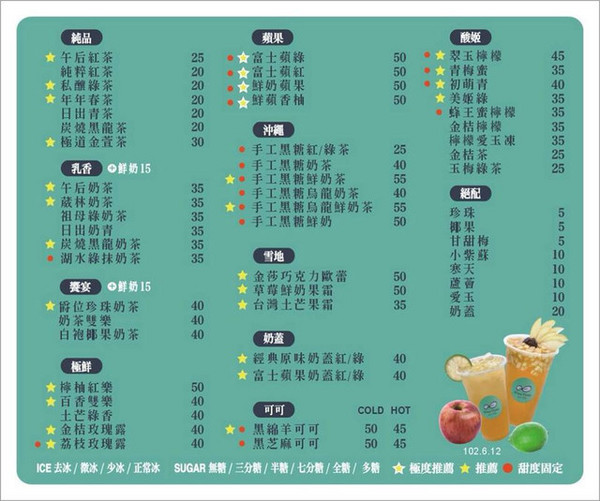 純品
午后紅茶 25
純粹紅茶 20
私釀綠茶 20
年年春茶 20
日出青茶 20
炭燒黑龍茶 20
極道金萱茶 30
乳香 +鮮奶15
午后奶茶 35
葳林奶茶 35
祖母綠奶茶 35
日出奶青 35
炭燒黑龍奶茶 35
湖水綠抹奶茶 35
饗宴 +鮮奶15
爵位珍珠奶茶 40
奶茶雙樂 40
白袍椰果奶茶 40
極鮮
檸柚紅樂 50
百香雙樂 40
土芒綠香 40
金桔玫瑰露 40
荔枝玫瑰露 40
蘋果
富士蘋綠 50
富士蘋紅 50
鮮奶蘋果 50
鮮蘋香柚 50
沖繩
手工黑糖紅/綠茶 25
手工黑糖奶茶 40
手工黑糖鮮奶茶 55
手工黑糖烏龍奶茶 40
手工黑糖烏龍鮮奶茶 55
手工黑糖鮮奶 50
雪地
金莎巧克力歐蕾 50
草莓鮮奶果霜 50
台灣土芒果霜 35
奶蓋
經典原味奶蓋紅/綠 40
富士蘋果奶蓋紅/綠 40
可可 COLD HOT
黑綿羊可可 50 45
黑芝麻可可 50 45
酸姬
翠玉檸檬 45
青梅蜜 35
初萌青 40
美姬綠 35
蜂王蜜檸檬 35
金桔檸檬 35
檸檬愛玉凍 35
金桔茶 25
玉梅綠茶 25
絕配
珍珠 5
椰果 5
甘甜梅 5
小紫蘇 10
寒天 10
蘆薈 10
愛玉 10
奶蓋 20
102.6.12
ICE 去冰/微冰/少冰/正常冰 SUGAR 無糖/三分糖/半糖/七分糖/全糖/多糖 極度推薦 推薦 甜度固定